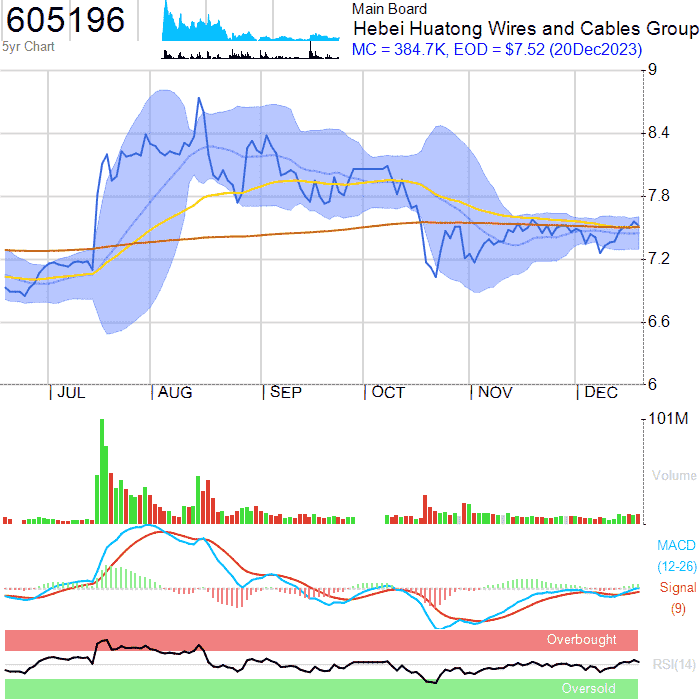 605196
5yr Chart
Main Board
Hebei Huatong Wires and Cables Group
MC = 384.7K, EOD = $7.52 (20Dec2023)
9
8.4
7.8
7.2
6.6
6
JUL
AUG
SEP
OCT
NOV
DEC
101M
Volume
MACD
(12-26)
Signal
(9)
Overbought
RSI(14)
Oversold